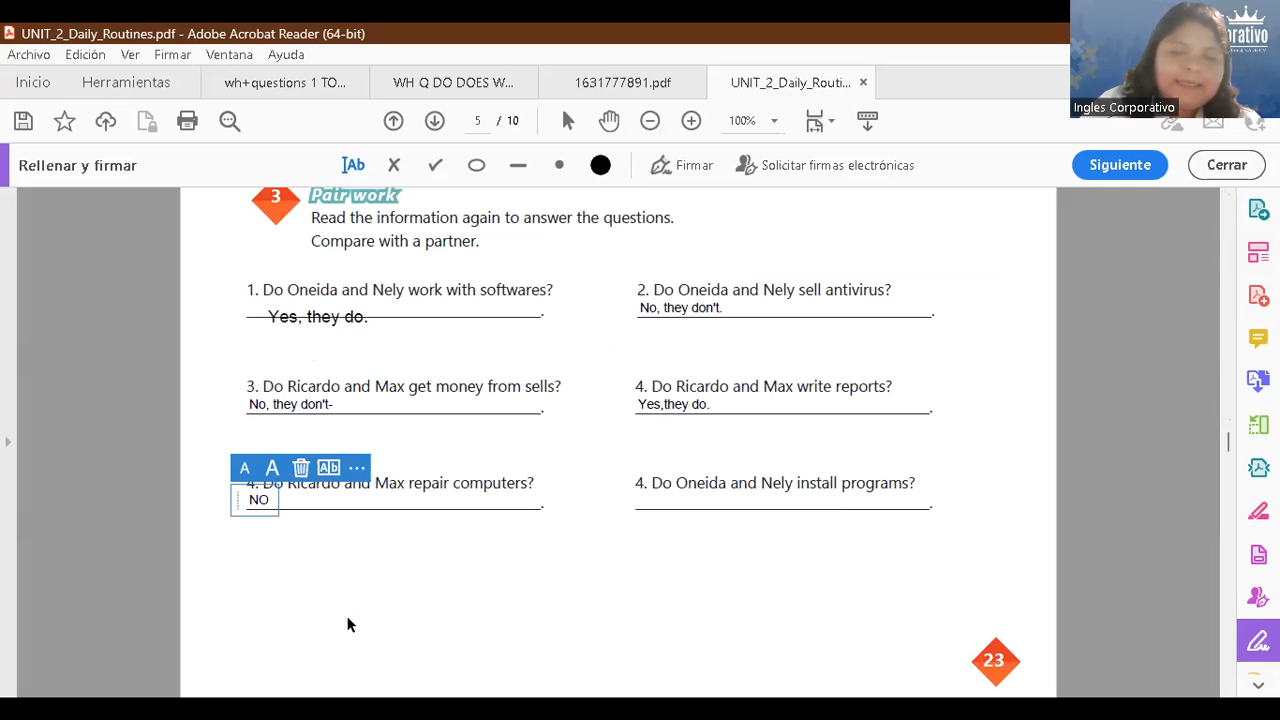 UNIT_2_Daily_Routines.pdf - Adobe Acrobat Reader (64-bit)
Archivo Edición Ver Firmar Ventana Ayuda
Inicio Herramientas wh+questions 1 TO... WH Q DO DOES W... 1631777891.pdf UNIT_2_Daily_Routi... ×
5 / 10 100%
Rellenar y firmar Ab Firmar Solicitar firmas electrónicas Siguiente Cerrar
Ingles Corporativo
3 Pair work
Read the information again to answer the questions.
Compare with a partner.
1. Do Oneida and Nely work with softwares?
Yes, they do.
2. Do Oneida and Nely sell antivirus?
No, they don't.
3. Do Ricardo and Max get money from sells?
No, they don't-
4. Do Ricardo and Max write reports?
Yes,they do.
A A Ab ...
4. Do Ricardo and Max repair computers?
NO
4. Do Oneida and Nely install programs?
23